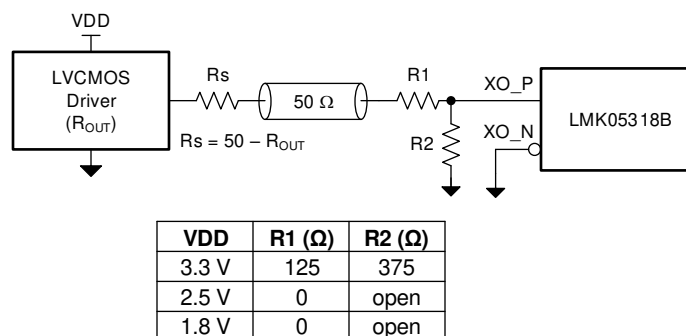 VDD
LVCMOS
Driver
(ROUT)
Rs
50 Ω
R1
XO_P
LMK05318B
R2
XO_N
Rs = 50 – ROUT
VDD R1 (Ω) R2 (Ω)
3.3 V 125 375
2.5 V 0 open
1.8 V 0 open